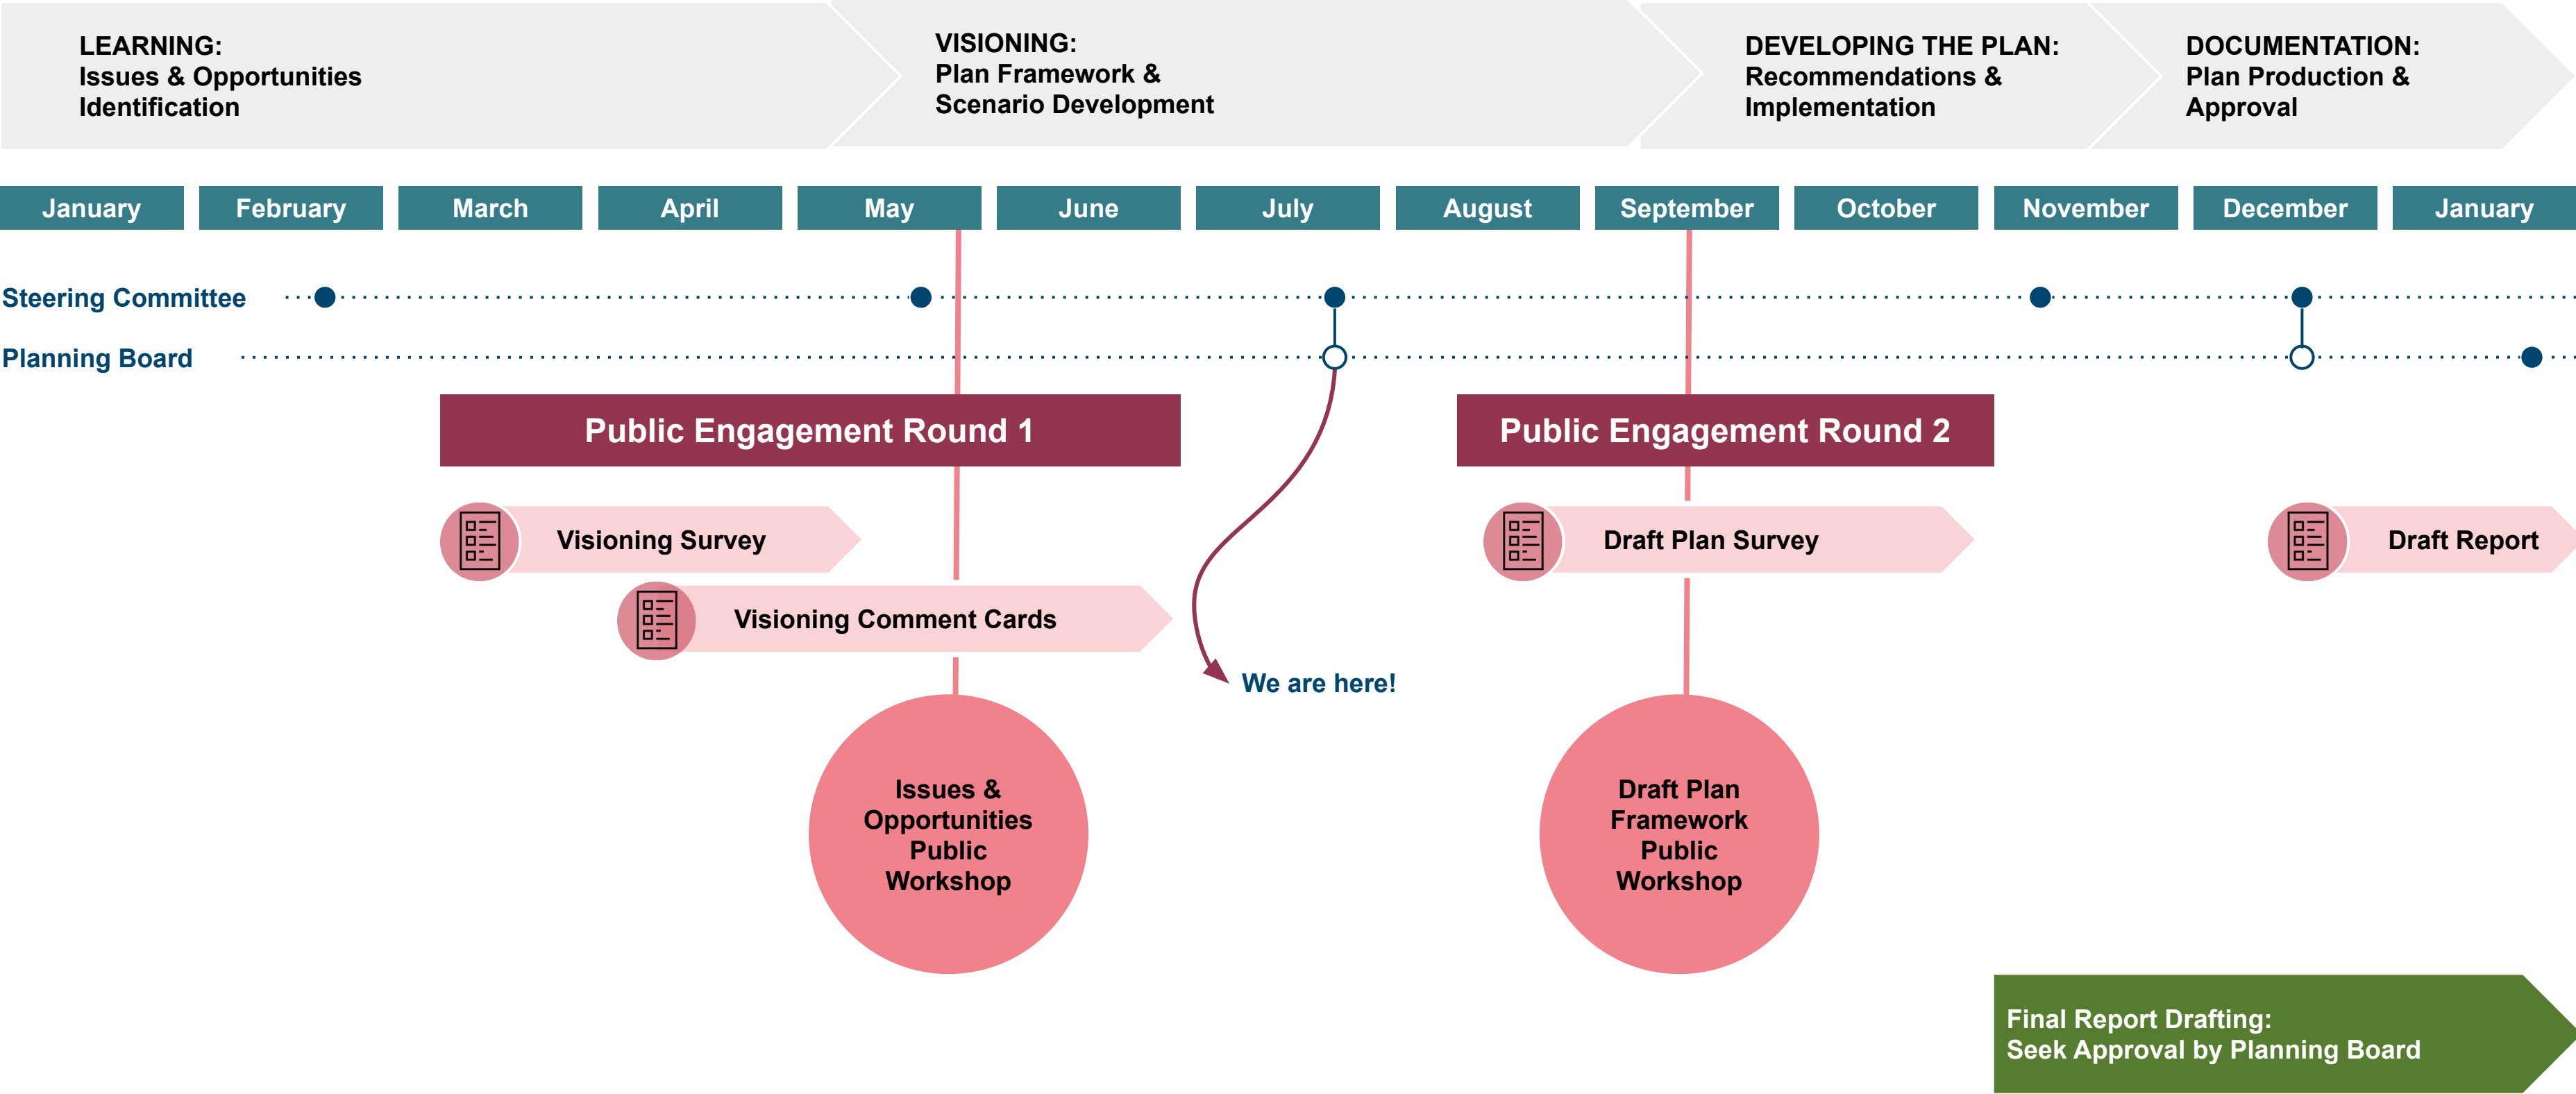 LEARNING:
Issues & Opportunities
Identification
VISIONING:
Plan Framework &
Scenario Development
DEVELOPING THE PLAN:
Recommendations &
Implementation
DOCUMENTATION:
Plan Production &
Approval
January
February
March
April
May
June
July
August
September
October
November
December
January
Steering Committee
Planning Board
Public Engagement Round 1
Public Engagement Round 2
Visioning Survey
Draft Plan Survey
Draft Report
Visioning Comment Cards
We are here!
Issues &
Opportunities
Public
Workshop
Draft Plan
Framework
Public
Workshop
Final Report Drafting:
Seek Approval by Planning Board